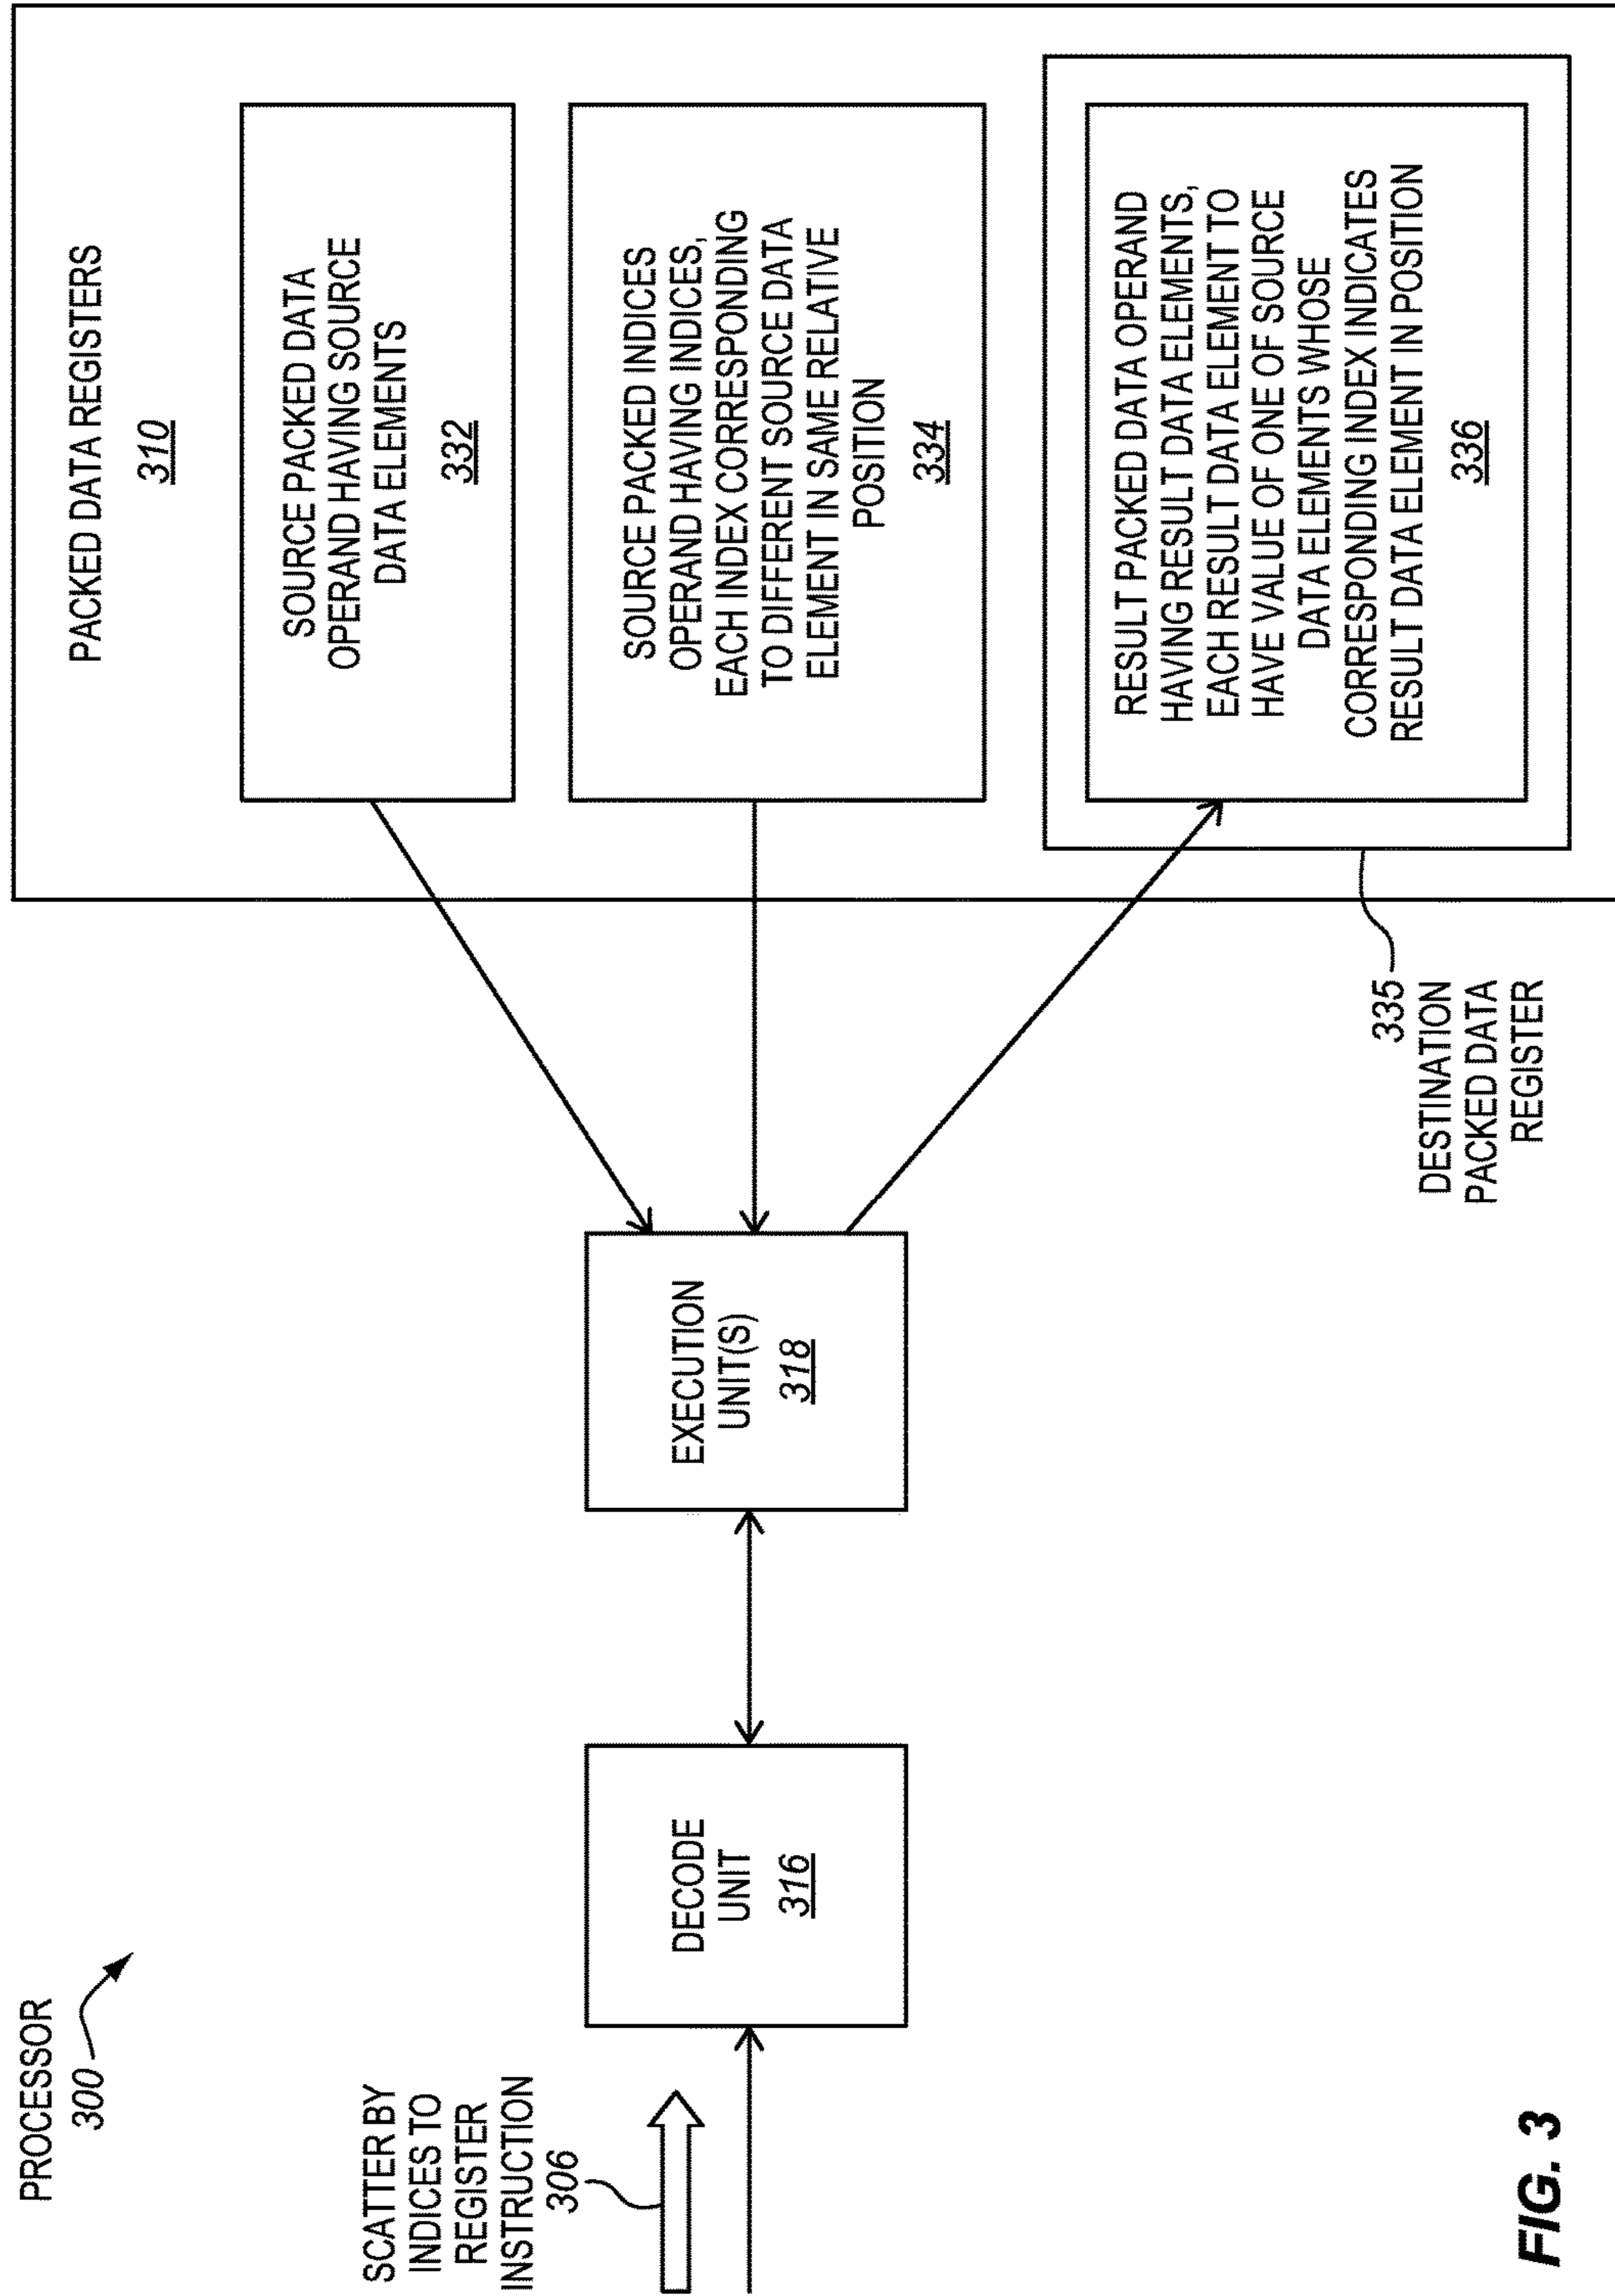 PROCESSOR
300
SCATTER BY
INDICES TO
REGISTER
INSTRUCTION
306
DECODE
UNIT
316
EXECUTION
UNIT(S)
318
PACKED DATA REGISTERS
310
SOURCE PACKED DATA
OPERAND HAVING SOURCE
DATA ELEMENTS
332
SOURCE PACKED INDICES
OPERAND HAVING INDICES,
EACH INDEX CORRESPONDING
TO DIFFERENT SOURCE DATA
ELEMENT IN SAME RELATIVE
POSITION
334
RESULT PACKED DATA OPERAND
HAVING RESULT DATA ELEMENTS,
EACH RESULT DATA ELEMENT TO
HAVE VALUE OF ONE OF SOURCE
DATA ELEMENTS WHOSE
CORRESPONDING INDEX INDICATES
RESULT DATA ELEMENT IN POSITION
336
335
DESTINATION
PACKED DATA
REGISTER
FIG. 3